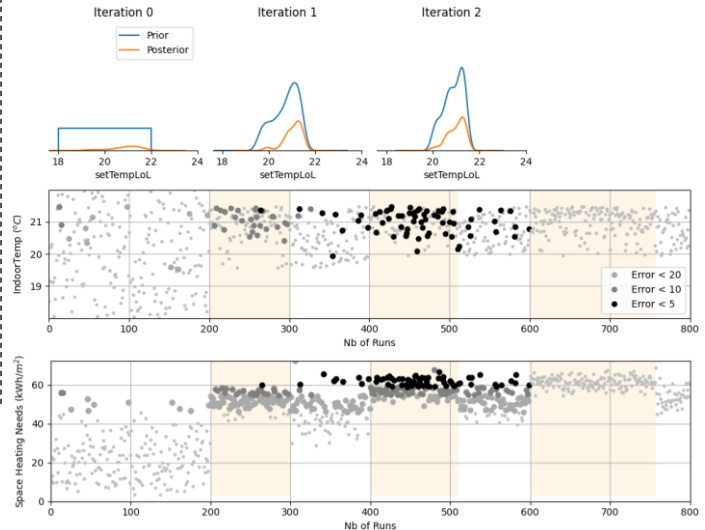 Iteration 0 Iteration 1 Iteration 2
Prior
Posterior
18 20 22 24 18 20 22 24 18 20 22 24
setTempLoL setTempLoL setTempLoL
IndoorTemp (°C)
21
20
19
Error < 20
Error < 10
Error < 5
0 100 200 300 400 500 600 700 800
Nb of Runs
Space Heating Needs (kWh/m²)
60
40
20
0
0 100 200 300 400 500 600 700 800
Nb of Runs